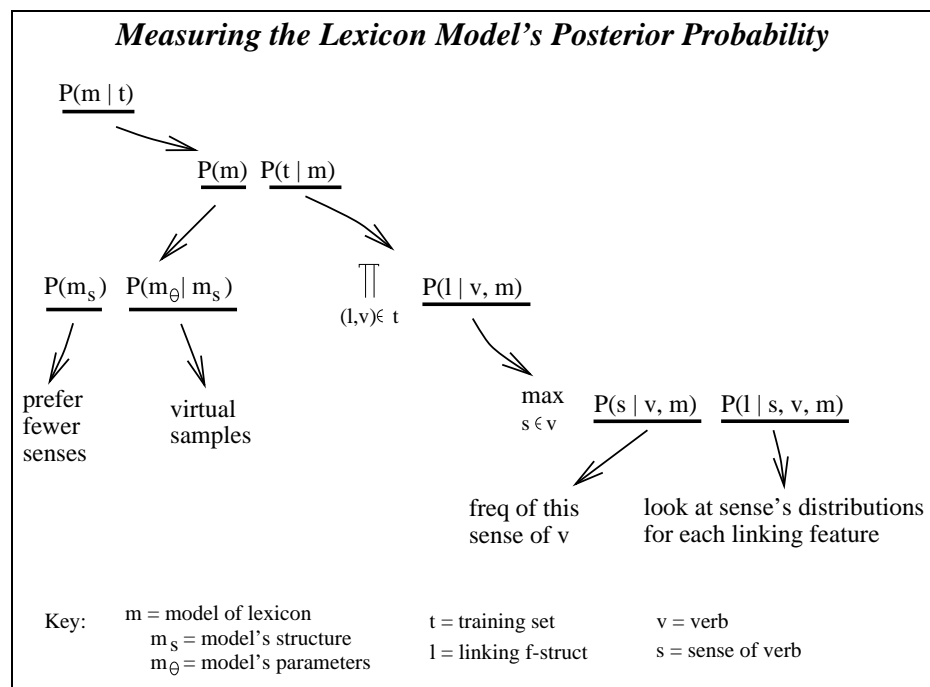 Measuring the Lexicon Model's Posterior Probability
P(m | t)
P(m) P(t | m)
P(m_s) P(m_θ | m_s)
∏ P(l | v, m)
(l,v)∈ t
prefer
fewer
senses
virtual
samples
max P(s | v, m) P(l | s, v, m)
s ∈ v
freq of this
sense of v
look at sense's distributions
for each linking feature
Key:
m = model of lexicon
m_s = model's structure
m_θ = model's parameters
t = training set
l = linking f-struct
v = verb
s = sense of verb